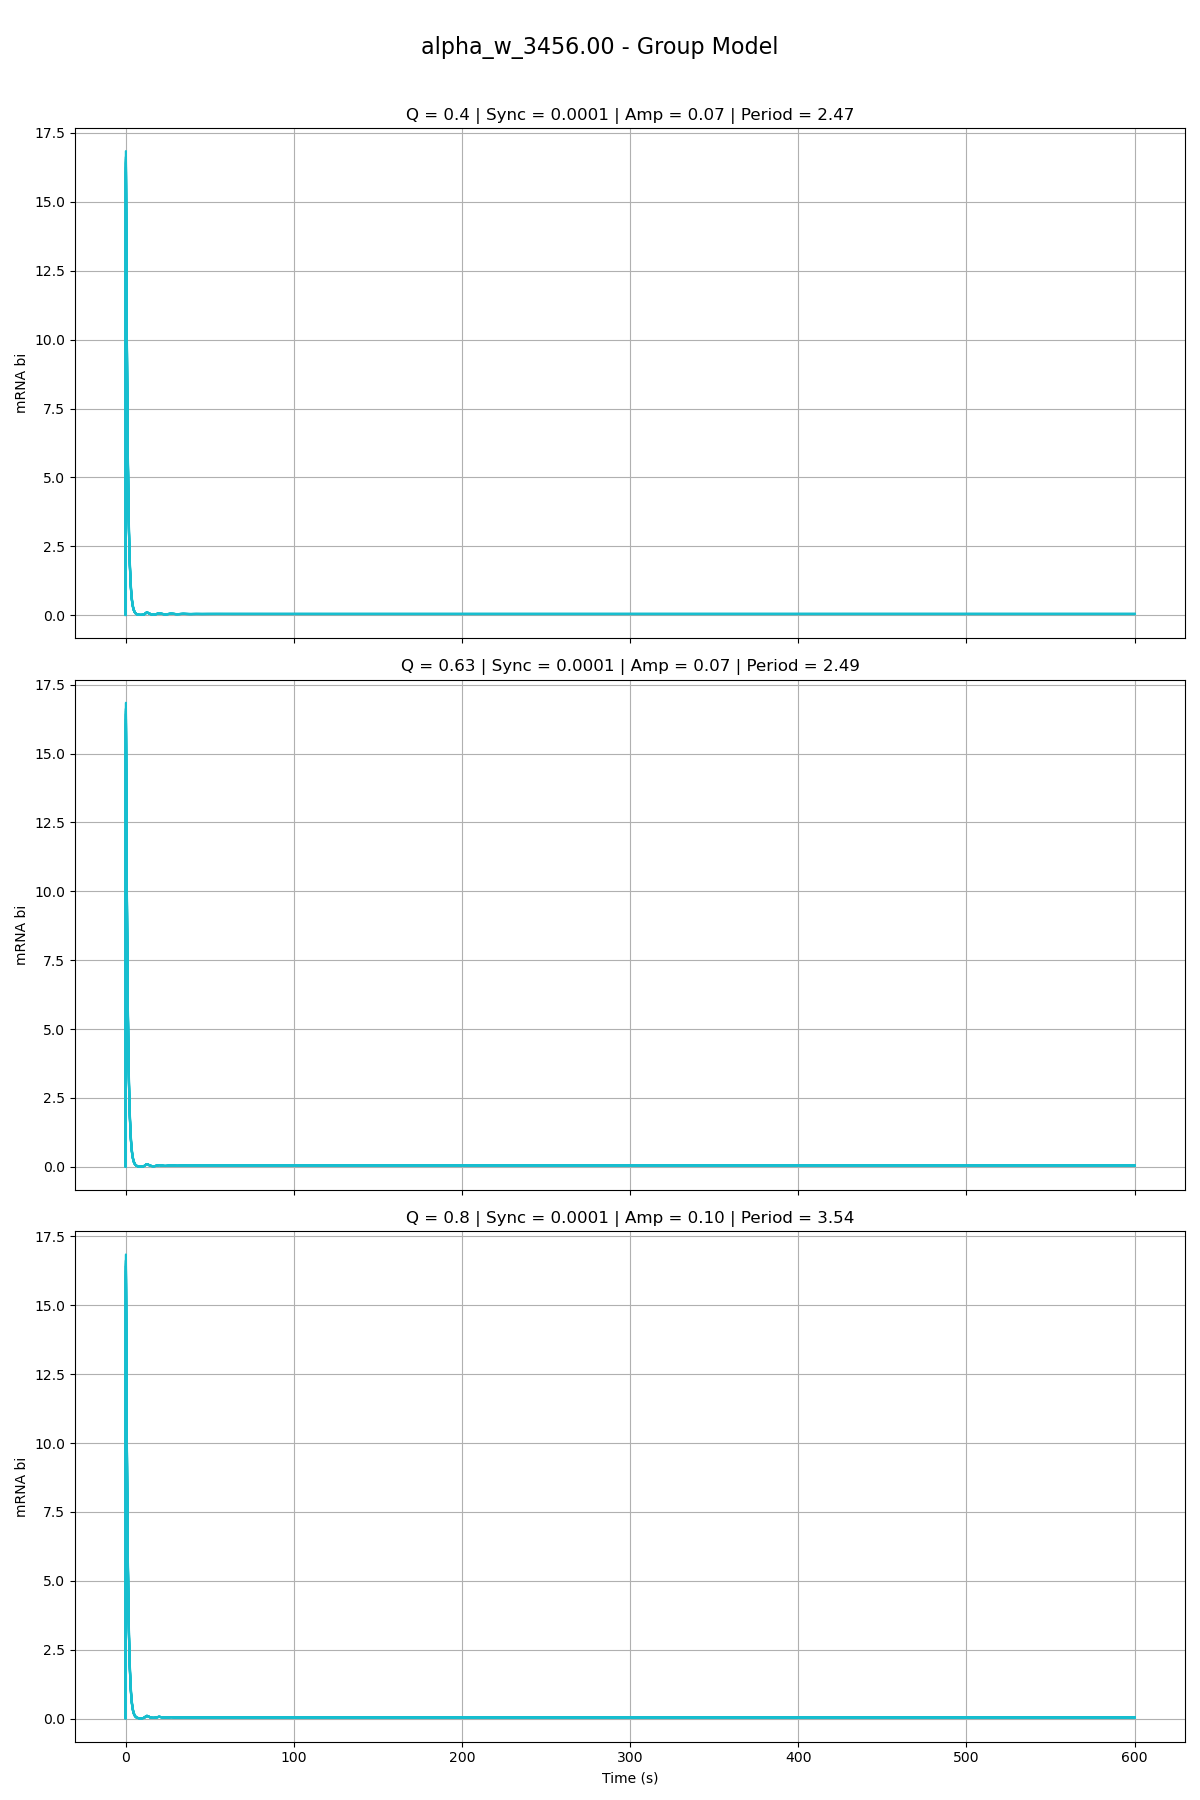 alpha_w_3456.00 - Group Model
Q = 0.4 | Sync = 0.0001 | Amp = 0.07 | Period = 2.47
17.5
15.0
12.5
10.0
7.5
5.0
2.5
0.0
mRNA bi
Q = 0.63 | Sync = 0.0001 | Amp = 0.07 | Period = 2.49
17.5
15.0
12.5
10.0
7.5
5.0
2.5
0.0
mRNA bi
Q = 0.8 | Sync = 0.0001 | Amp = 0.10 | Period = 3.54
17.5
15.0
12.5
10.0
7.5
5.0
2.5
0.0
mRNA bi
0 100 200 300 400 500 600
Time (s)